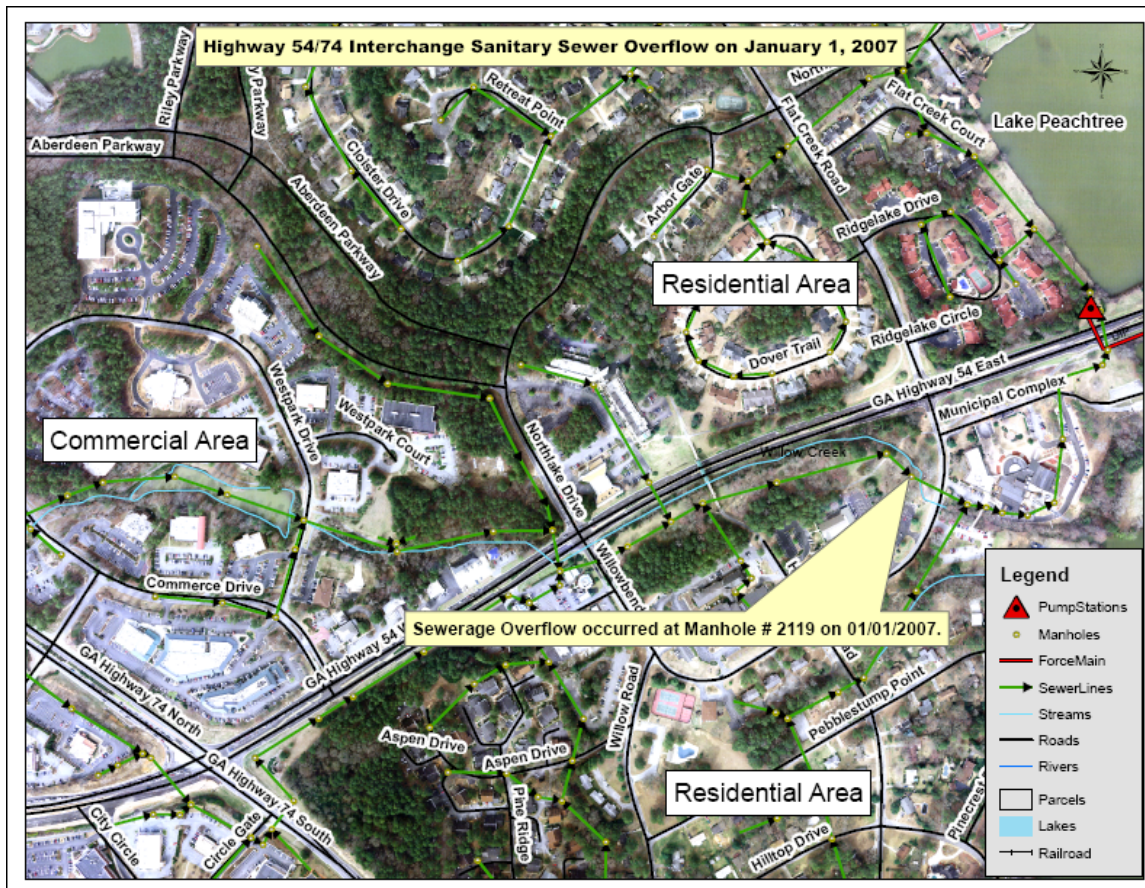 Highway 54/74 Interchange Sanitary Sewer Overflow on January 1, 2007
Riley Parkway
Parkway
Aberdeen Parkway
Retreat Point
Flat Creek Court
Lake Peachtree
Cloister Drive
Aberdeen Parkway
Flat Creek Road
Arbor Gate
Ridgelake Drive
Residential Area
Ridgelake Circle
Dover Trail
GA Highway 54 East
Municipal Complex
Westpark Drive
Westpark Court
Commercial Area
Northlake Drive
Willow Creek
Commerce Drive
Willowbend
GA Highway 54
Sewerage Overflow occurred at Manhole # 2119 on 01/01/2007.
Road
GA Highway 74 North
Willow Road
Pebblestump Point
Aspen Drive
Aspen Drive
GA Highway 74 South
Pine Ridge
Residential Area
City Circle
Circle Gate
Hilltop Drive
Pinecrest
Legend
PumpStations
Manholes
ForceMain
SewerLines
Streams
Roads
Rivers
Parcels
Lakes
Railroad